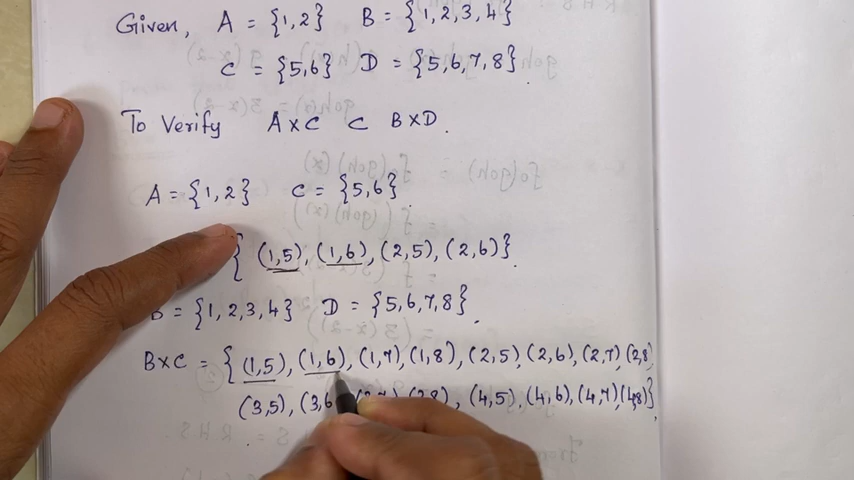 Given, A = {1,2} B = {1,2,3,4}
C = {5,6} D = {5,6,7,8}.
To Verify A×C ⊂ B×D.
A = {1,2} C = {5,6}.
{ (1,5), (1,6), (2,5), (2,6)}.
B = {1,2,3,4} D = {5,6,7,8}.
B×C = { (1,5), (1,6), (1,7), (1,8), (2,5), (2,6), (2,7), (2,8),
(3,5), (3,6 (4,5), (4,6), (4,7), (4,8)}.